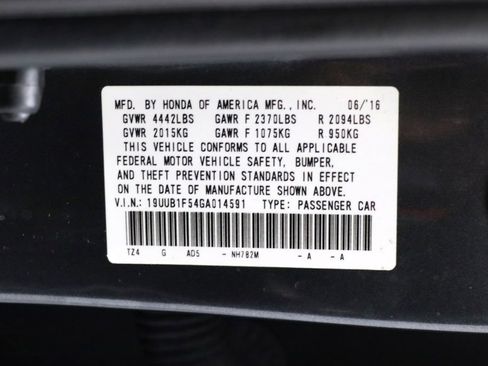 MFD. BY HONDA OF AMERICA MFG., INC. 06/'16
GVWR 4442LBS GAWR F 2370LBS R 2094LBS
GVWR 2015KG GAWR F 1075KG R 950KG
THIS VEHICLE CONFORMS TO ALL APPLICABLE
FEDERAL MOTOR VEHICLE SAFETY, BUMPER,
AND THEFT PREVENTION STANDARDS IN EFFECT
ON THE DATE OF MANUFACTURE SHOWN ABOVE.
V.I.N.: 19UUB1F54GA014591 TYPE: PASSENGER CAR
TZ4 G AD5 - NH782M - A - A